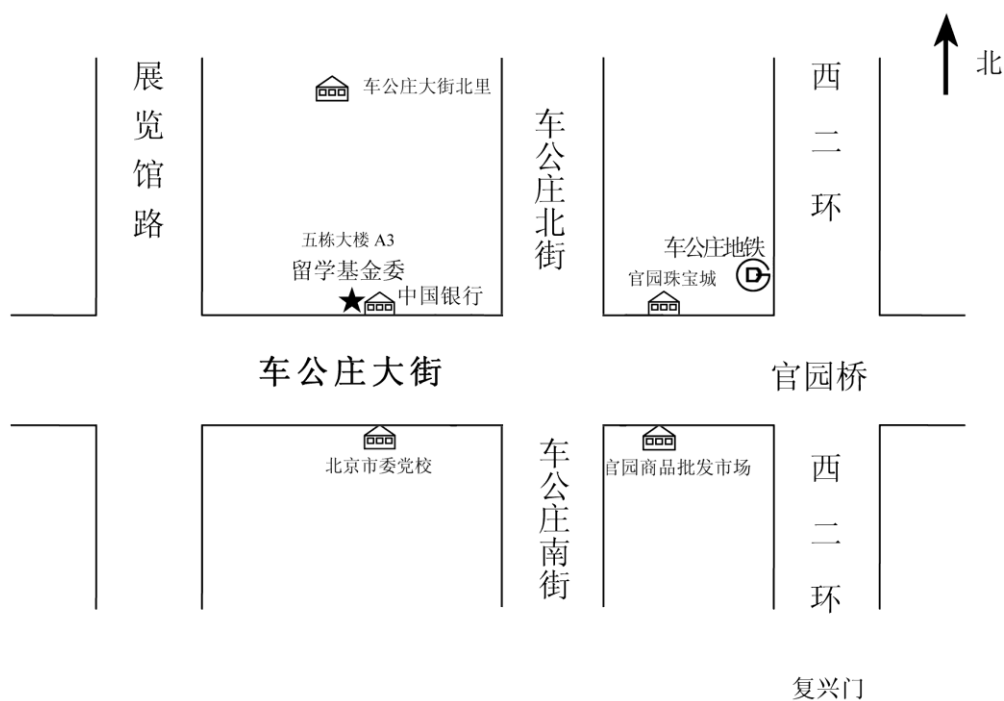 北
展览馆路
车公庄大街北里
车公庄北街
西二环
五栋大楼 A3
留学基金委
中国银行
车公庄地铁
官园珠宝城
车公庄大街
官园桥
北京市委党校
车公庄南街
官园商品批发市场
西二环
复兴门